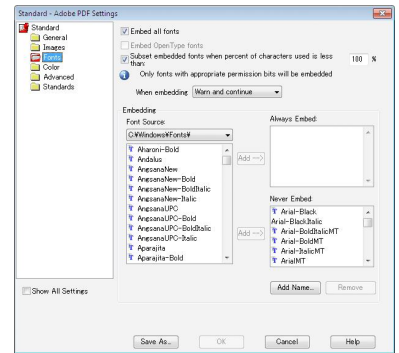 Standard - Adobe PDF Settings
Standard
General
Images
Fonts
Color
Advanced
Standards
Show All Settings
Embed all fonts
Embed OpenType fonts
Subset embedded fonts when percent of characters used is less than: 100 %
Only fonts with appropriate permission bits will be embedded
When embedding Warn and continue
Embedding
Font Source:
C:¥Windows¥Fonts¥
Aharoni-Bold
Andalus
AngsanaNew
AngsanaNew-Bold
AngsanaNew-BoldItalic
AngsanaNew-Italic
AngsanaUPC
AngsanaUPC-Bold
AngsanaUPC-BoldItalic
AngsanaUPC-Italic
Aparajita
Aparajita-Bold
Add -->
Add -->
Always Embed:
Never Embed:
Arial-Black
Arial-BlackItalic
Arial-BoldItalicMT
Arial-BoldMT
Arial-ItalicMT
ArialMT
Add Name... Remove
Save As... OK Cancel Help